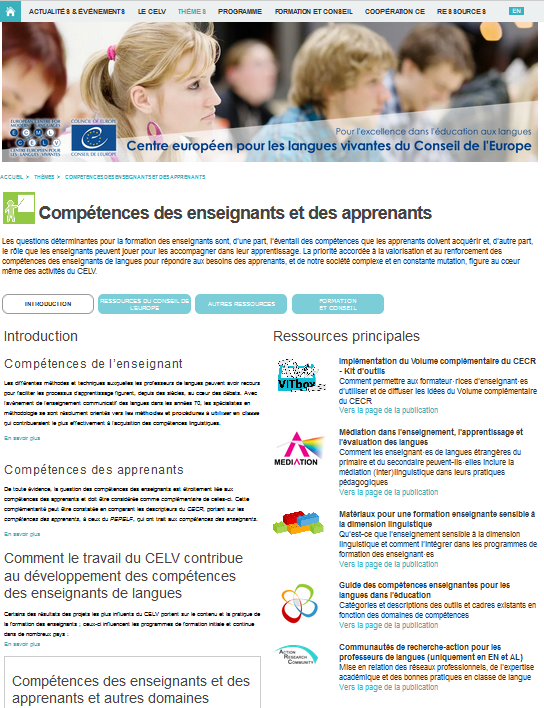 ACTUALITÉS & ÉVÉNEMENTS LE CELV THÈMES PROGRAMME FORMATION ET CONSEIL COOPÉRATION CE RESSOURCES EN
EUROPEAN CENTRE FOR
MODERN LANGUAGES
ECML
CELV
CENTRE EUROPÉEN POUR
LES LANGUES VIVANTES
COUNCIL OF EUROPE
CONSEIL DE L'EUROPE
Pour l'excellence dans l'éducation aux langues
Centre européen pour les langues vivantes du Conseil de l'Europe
ACCUEIL > THÈMES > COMPÉTENCES DES ENSEIGNANTS ET DES APPRENANTS
Compétences des enseignants et des apprenants
Les questions déterminantes pour la formation des enseignants sont, d'une part, l'éventail des compétences que les apprenants doivent acquérir et, d'autre part,
le rôle que les enseignants peuvent jouer pour les accompagner dans leur apprentissage. La priorité accordée à la valorisation et au renforcement des
compétences des enseignants de langues pour répondre aux besoins des apprenants, et de notre société complexe et en constante mutation, figure au cœur
même des activités du CELV.
INTRODUCTION
RESSOURCES DU CONSEIL DE
L'EUROPE
AUTRES RESSOURCES
FORMATION
ET CONSEIL
Introduction
Compétences de l'enseignant
Les différentes méthodes et techniques auxquelles les professeurs de langues peuvent avoir recours
pour faciliter les processus d'apprentissage figurent, depuis des siècles, au cœur des débats. Avec
l'avènement de l'enseignement communicatif des langues dans les années 70, les spécialistes en
méthodologie se sont résolument orientés vers les méthodes et procédures à utiliser en classe
qui contribueraient le plus effectivement à l'acquisition des compétences linguistiques.
En savoir plus
Compétences des apprenants
De toute évidence, la question des compétences des enseignants est étroitement liée aux
compétences des apprenants et doit être considérée comme complémentaire de celles-ci. Cette
complémentarité peut être constatée en comparant les descripteurs du CECR, portant sur les
compétences des apprenants, à ceux du PEPELF, qui ont trait aux compétences des enseignants.
En savoir plus
Comment le travail du CELV contribue
au développement des compétences
des enseignants de langues
Certains des résultats des projets les plus influents du CELV portent sur le contenu et la pratique de
la formation des enseignants ; ceux-ci influencent les programmes de formation initiale et continue
dans de nombreux pays :
En savoir plus
Compétences des enseignants et des
apprenants et autres domaines
Ressources principales
VITbox
Implémentation du Volume complémentaire du CECR
- Kit d'outils
Comment permettre aux formateur·rices d'enseignant·es
d'utiliser et de diffuser les idées du Volume complémentaire
du CECR
Vers la page de la publication
MEDIATION
Médiation dans l'enseignement, l'apprentissage et
l'évaluation des langues
Comment les enseignant·es de langues étrangères du
primaire et du secondaire peuvent-ils·elles inclure la
médiation (inter)linguistique dans leurs pratiques
pédagogiques
Vers la page de la publication
Matériaux pour une formation enseignante sensible à
la dimension linguistique
Qu'est-ce que l'enseignement sensible à la dimension
linguistique et comment l'intégrer dans les programmes de
formation des enseignant·es
Vers la page de la publication
Guide des compétences enseignantes pour les
langues dans l'éducation
Catégories et descriptions des outils et cadres existants en
fonction des domaines de compétences
Vers la page de la publication
ACTION
RESEARCH
COMMUNITY
Communautés de recherche-action pour les
professeurs de langues (uniquement en EN et AL)
Mise en relation des réseaux professionnels, de l'expertise
académique et des bonnes pratiques en classe de langue
Vers la page de la publication